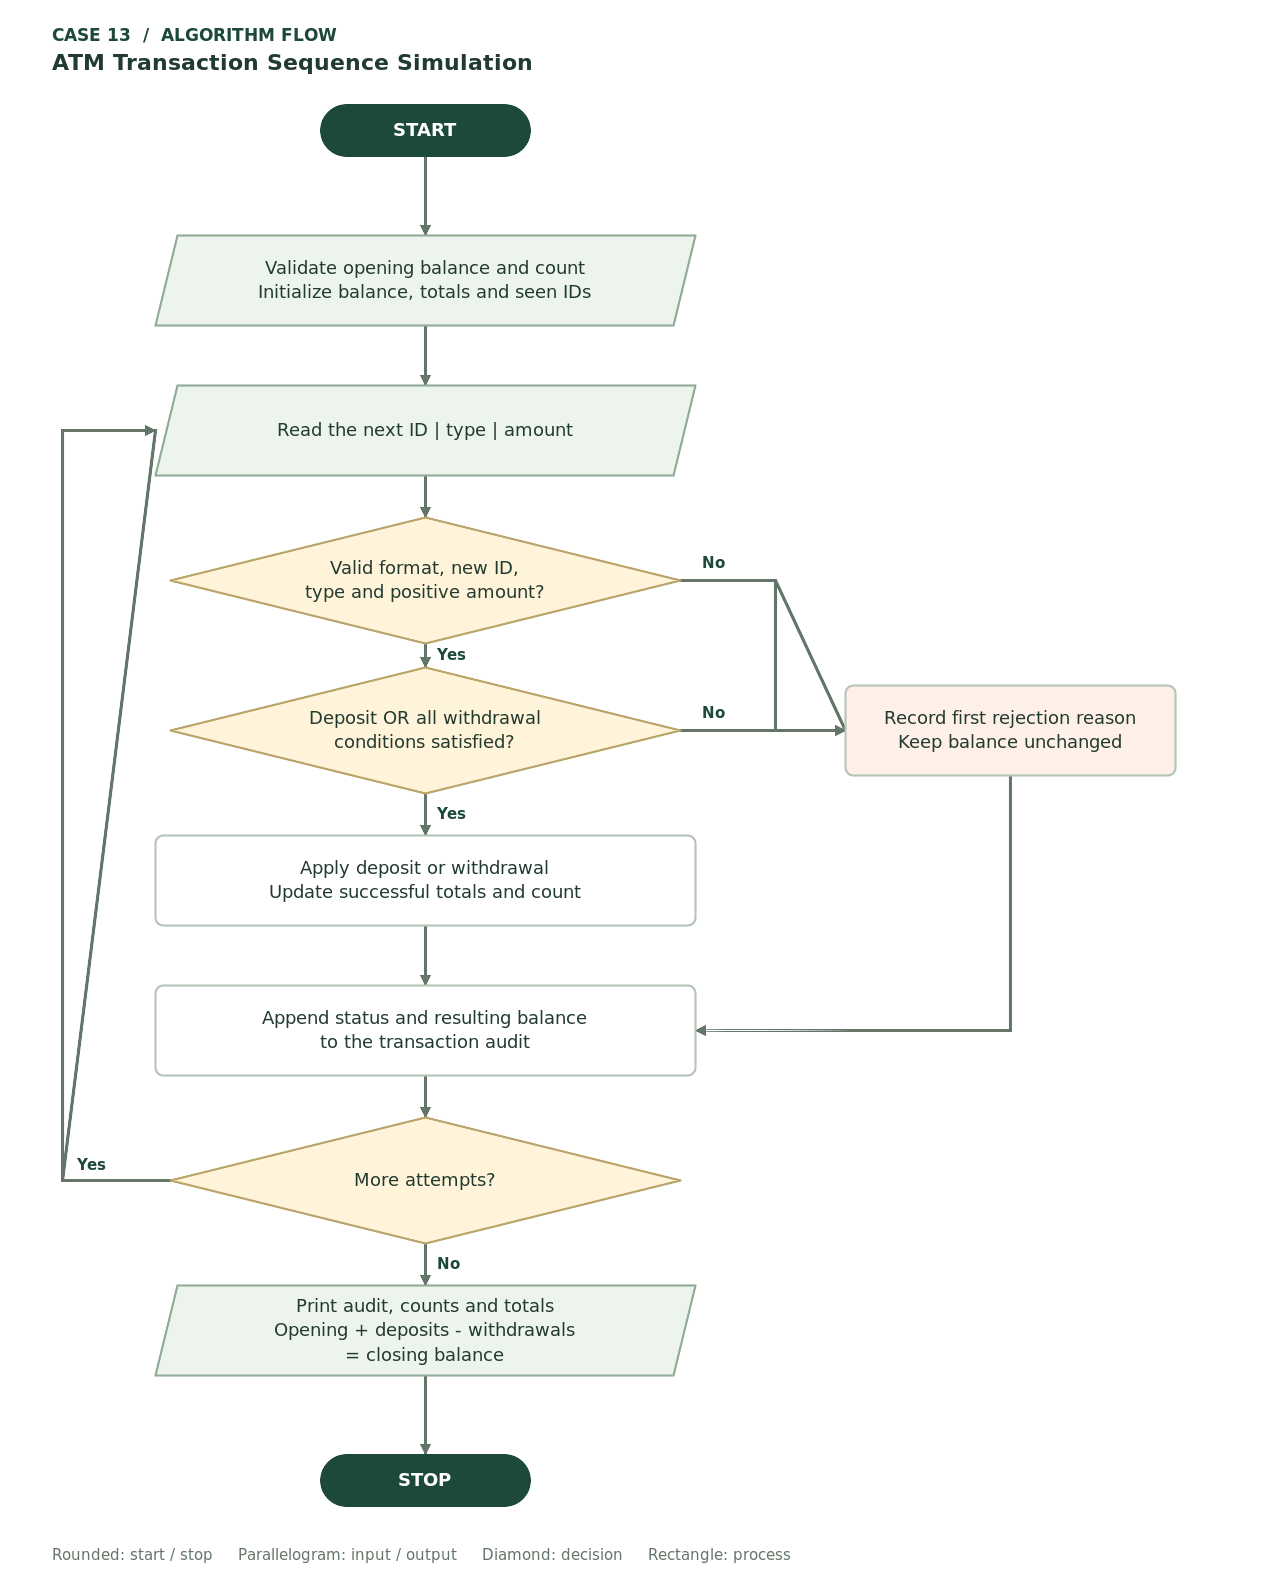 CASE 13 / ALGORITHM FLOW
ATM Transaction Sequence Simulation
START
Validate opening balance and count
Initialize balance, totals and seen IDs
Read the next ID | type | amount
Valid format, new ID,
type and positive amount?
No
Yes
Deposit OR all withdrawal
conditions satisfied?
No
Record first rejection reason
Keep balance unchanged
Yes
Apply deposit or withdrawal
Update successful totals and count
Append status and resulting balance
to the transaction audit
More attempts?
Yes
No
Print audit, counts and totals
Opening + deposits - withdrawals
= closing balance
STOP
Rounded: start / stop Parallelogram: input / output Diamond: decision Rectangle: process